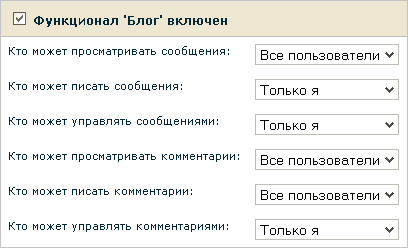 Функционал 'Блог' включен
Кто может просматривать сообщения: Все пользователи
Кто может писать сообщения: Только я
Кто может управлять сообщениями: Только я
Кто может просматривать комментарии: Все пользователи
Кто может писать комментарии: Все пользователи
Кто может управлять комментариями: Только я